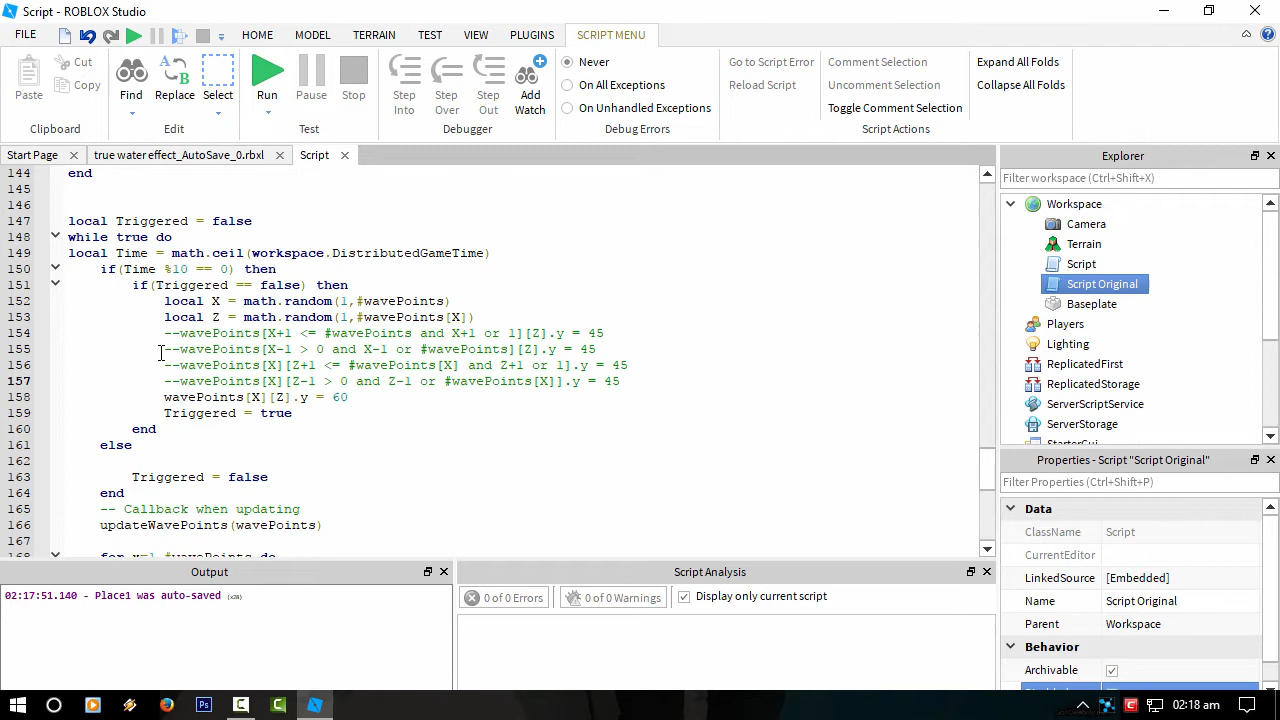 Script - ROBLOX Studio
FILE HOME MODEL TERRAIN TEST VIEW PLUGINS SCRIPT MENU
Paste Cut Copy
Clipboard
Find Replace Select
Edit
Run Pause Stop
Test
Step Into Step Over Step Out Add Watch
Debugger
Never
On All Exceptions
On Unhandled Exceptions
Debug Errors
Go to Script Error
Reload Script
Comment Selection
Uncomment Selection
Toggle Comment Selection
Script Actions
Expand All Folds
Collapse All Folds
Start Page true water effect_AutoSave_0.rbxl Script
144 end
145
146
147 local Triggered = false
148 while true do
149 local Time = math.ceil(workspace.DistributedGameTime)
150 if(Time %10 == 0) then
151 if(Triggered == false) then
152 local X = math.random(1,#wavePoints)
153 local Z = math.random(1,#wavePoints[X])
154 --wavePoints[X+1 <= #wavePoints and X+1 or 1][Z].y = 45
155 --wavePoints[X-1 > 0 and X-1 or #wavePoints][Z].y = 45
156 --wavePoints[X][Z+1 <= #wavePoints[X] and Z+1 or 1].y = 45
157 --wavePoints[X][Z-1 > 0 and Z-1 or #wavePoints[X]].y = 45
158 wavePoints[X][Z].y = 60
159 Triggered = true
160 end
161 else
162
163 Triggered = false
164 end
165 -- Callback when updating
166 updateWavePoints(wavePoints)
167
168 for x=1,#wavePoints do
Explorer
Filter workspace (Ctrl+Shift+X)
Workspace
Camera
Terrain
Script
Script Original
Baseplate
Players
Lighting
ReplicatedFirst
ReplicatedStorage
ServerScriptService
ServerStorage
StarterGui
Properties - Script "Script Original"
Filter Properties (Ctrl+Shift+P)
Data
ClassName Script
CurrentEditor
LinkedSource [Embedded]
Name Script Original
Parent Workspace
Behavior
Archivable
Output
02:17:51.140 - Place1 was auto-saved (x28)
Script Analysis
0 of 0 Errors 0 of 0 Warnings Display only current script
Ps
02:18 am